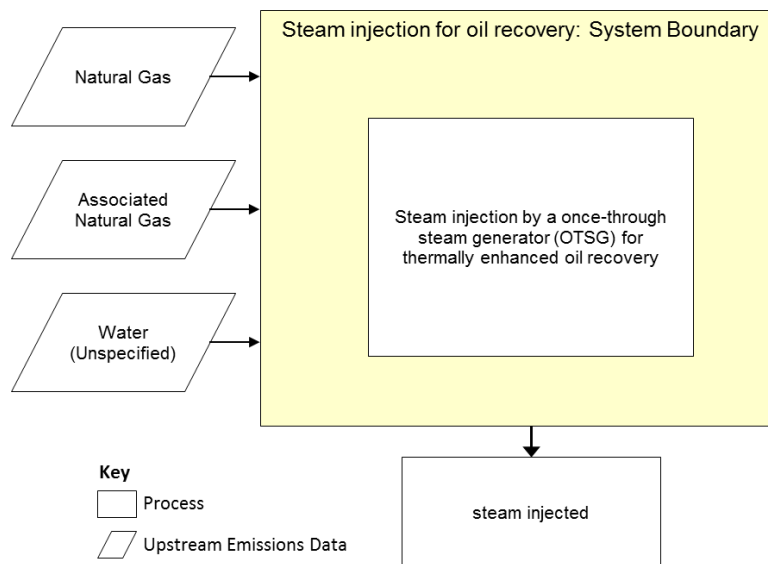 Steam injection for oil recovery: System Boundary
Natural Gas
Associated
Natural Gas
Water
(Unspecified)
Steam injection by a once-through
steam generator (OTSG) for
thermally enhanced oil recovery
steam injected
Key
Process
Upstream Emissions Data